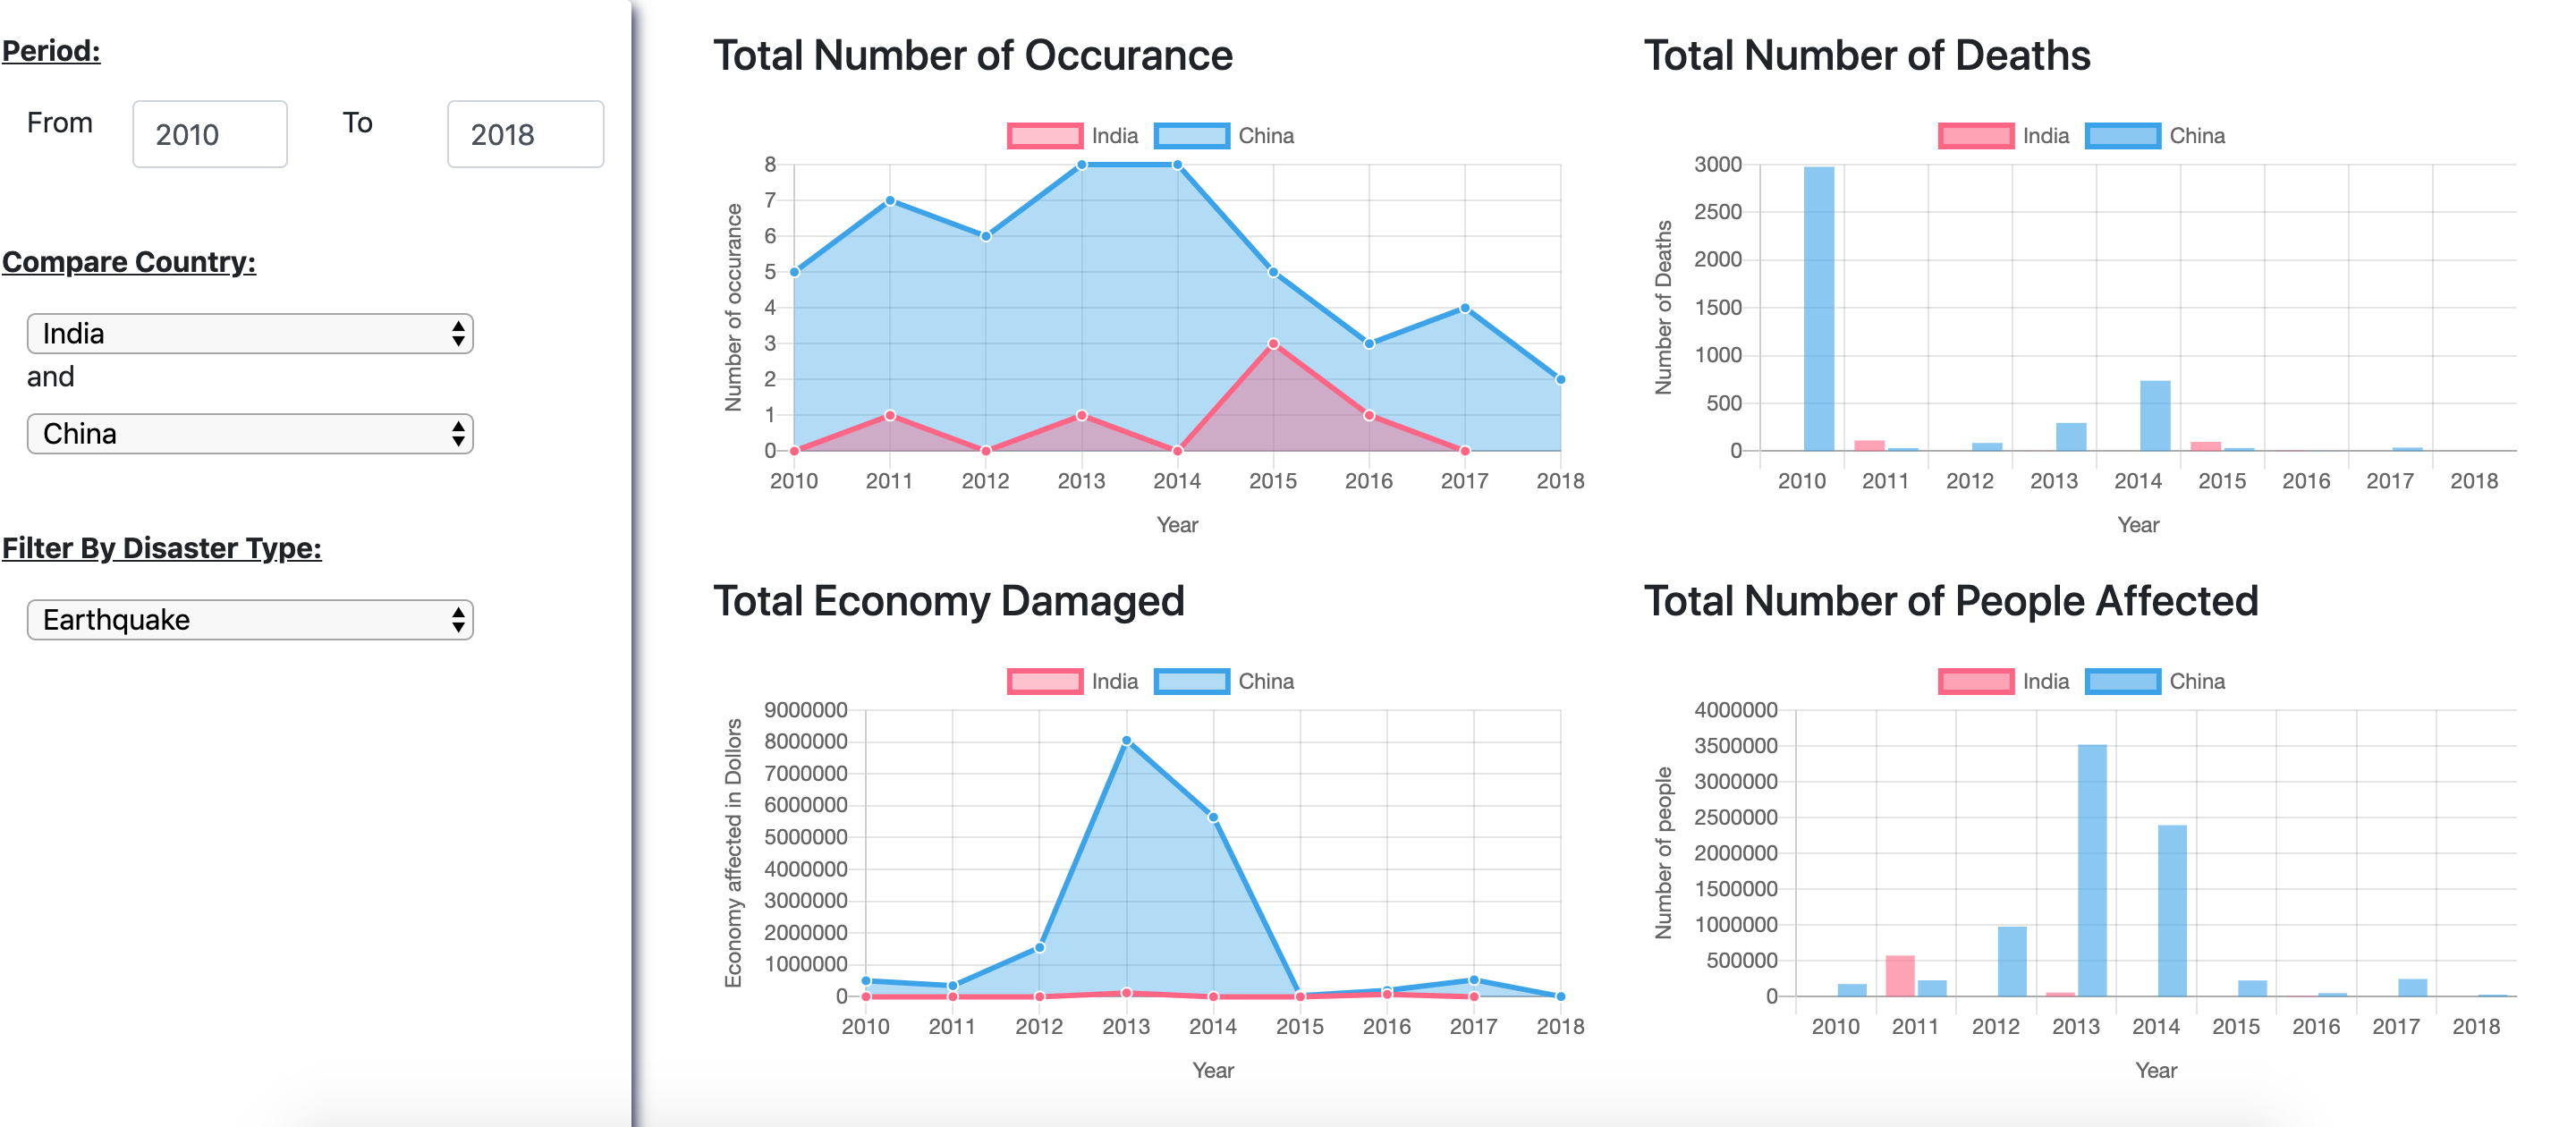 Period:
From 2010 To 2018
Compare Country:
India
and
China
Filter By Disaster Type:
Earthquake
Total Number of Occurance
India China
Number of occurance
8
7
6
5
4
3
2
1
0
2010 2011 2012 2013 2014 2015 2016 2017 2018
Year
Total Number of Deaths
India China
Number of Deaths
3000
2500
2000
1500
1000
500
0
2010 2011 2012 2013 2014 2015 2016 2017 2018
Year
Total Economy Damaged
India China
Economy affected in Dollors
9000000
8000000
7000000
6000000
5000000
4000000
3000000
2000000
1000000
0
2010 2011 2012 2013 2014 2015 2016 2017 2018
Year
Total Number of People Affected
India China
Number of people
4000000
3500000
3000000
2500000
2000000
1500000
1000000
500000
0
2010 2011 2012 2013 2014 2015 2016 2017 2018
Year